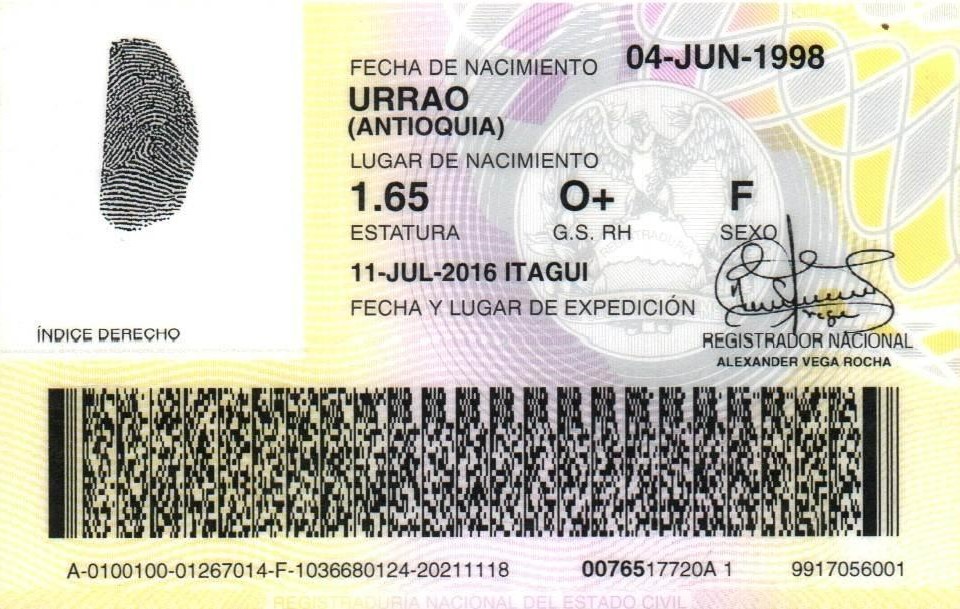 FECHA DE NACIMIENTO 04-JUN-1998
URRAO
(ANTIOQUIA)
LUGAR DE NACIMIENTO
1.65 O+ F
ESTATURA G.S. RH SEXO
11-JUL-2016 ITAGUI
FECHA Y LUGAR DE EXPEDICIÓN
ÍNDICE DERECHO
REGISTRADOR NACIONAL
ALEXANDER VEGA ROCHA
A-0100100-01267014-F-1036680124-20211118 0076517720A 1 9917056001
REGISTRADURÍA NACIONAL DEL ESTADO CIVIL